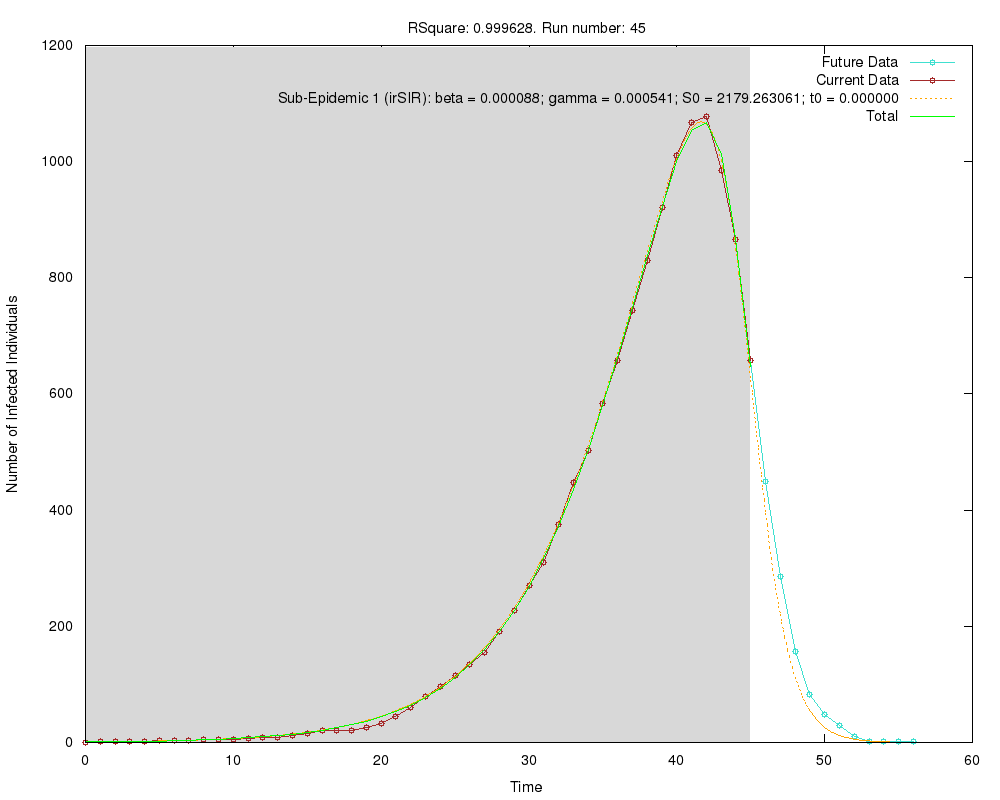 RSquare: 0.999628. Run number: 45
1200
1000
800
600
400
200
0
Number of Infected Individuals
Future Data
Current Data
Sub-Epidemic 1 (irSIR): beta = 0.000088; gamma = 0.000541; S0 = 2179.263061; t0 = 0.000000
Total
0 10 20 30 40 50 60
Time